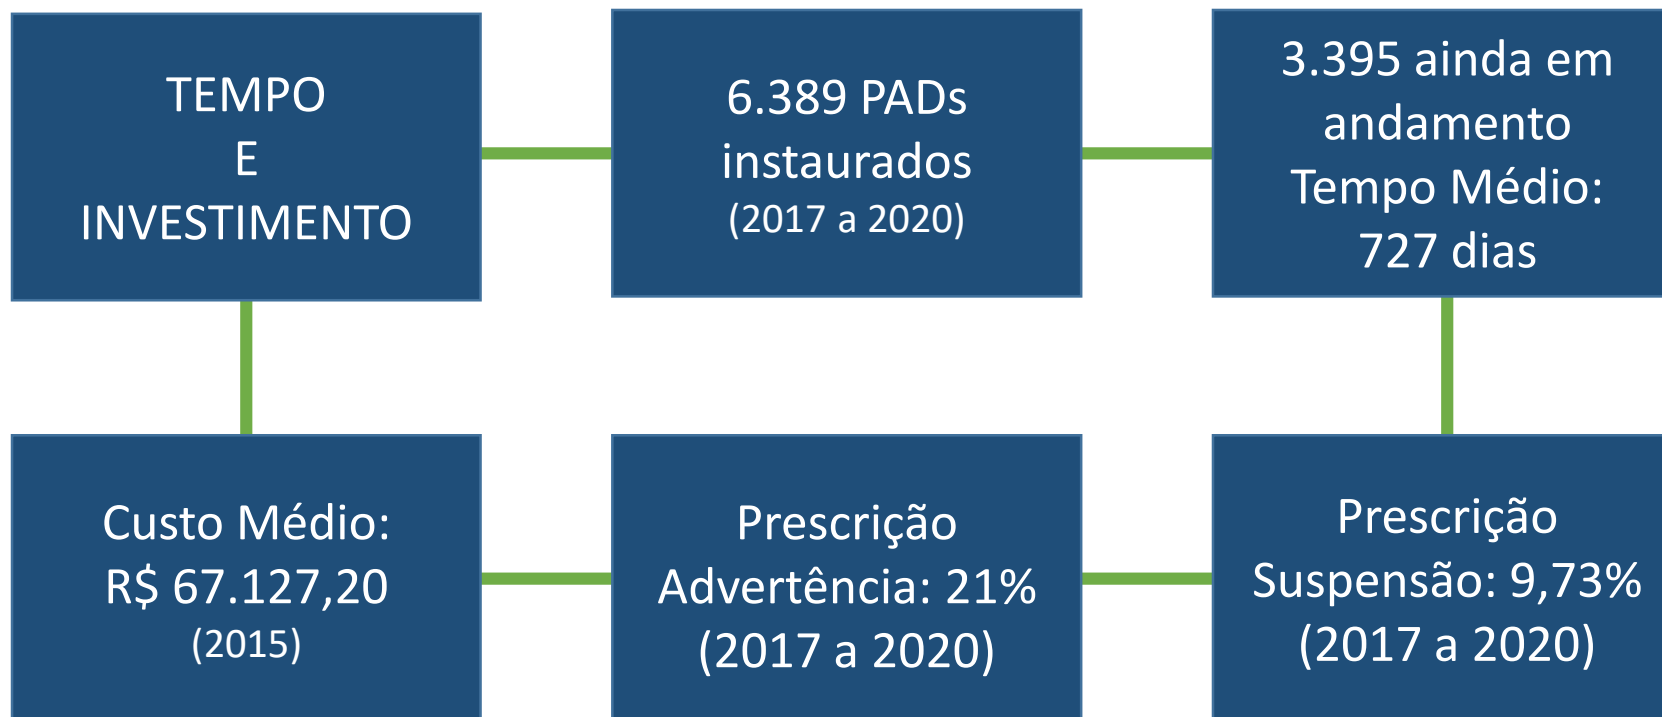 TEMPO
E
INVESTIMENTO
6.389 PADs
instaurados
(2017 a 2020)
3.395 ainda em
andamento
Tempo Médio:
727 dias
Custo Médio:
R$ 67.127,20
(2015)
Prescrição
Advertência: 21%
(2017 a 2020)
Prescrição
Suspensão: 9,73%
(2017 a 2020)